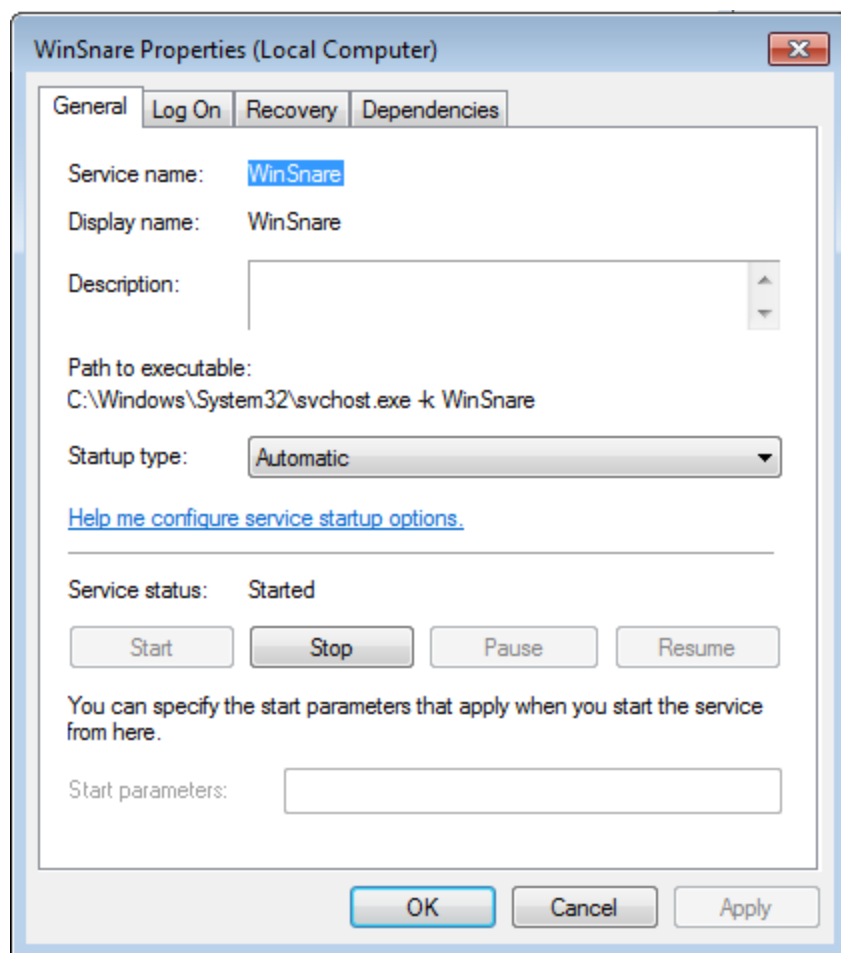 WinSnare Properties (Local Computer)
General Log On Recovery Dependencies
Service name: WinSnare
Display name: WinSnare
Description:
Path to executable:
C:\Windows\System32\svchost.exe -k WinSnare
Startup type: Automatic
Help me configure service startup options.
Service status: Started
Start Stop Pause Resume
You can specify the start parameters that apply when you start the service
from here.
Start parameters:
OK Cancel Apply